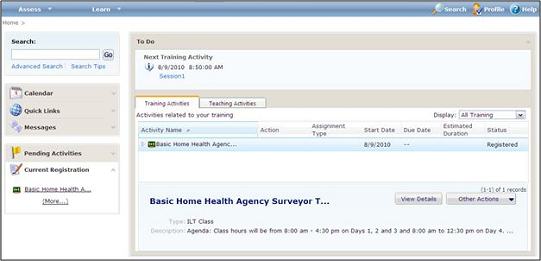 Assess Learn Search Profile Help
Home >
Search:
Go
Advanced Search Search Tips
Calendar
Quick Links
Messages
Pending Activities
Current Registration
Basic Home Health A...
(More...)
To Do
Next Training Activity
8/9/2010 8:50:00 AM
Session1
Training Activities Teaching Activities
Activities related to your training
Display: All Training
Activity Name Action Assignment Type Start Date Due Date Estimated Duration Status
Basic Home Health Agenc... 8/9/2010 -- Registered
(1-1) of 1 records
Basic Home Health Agency Surveyor T...
View Details Other Actions
Type: ILT Class
Description: Agenda: Class hours will be from 8:00 am - 4:30 pm on Days 1, 2 and 3 and 8:00 am to 12:30 pm on Day 4. ...